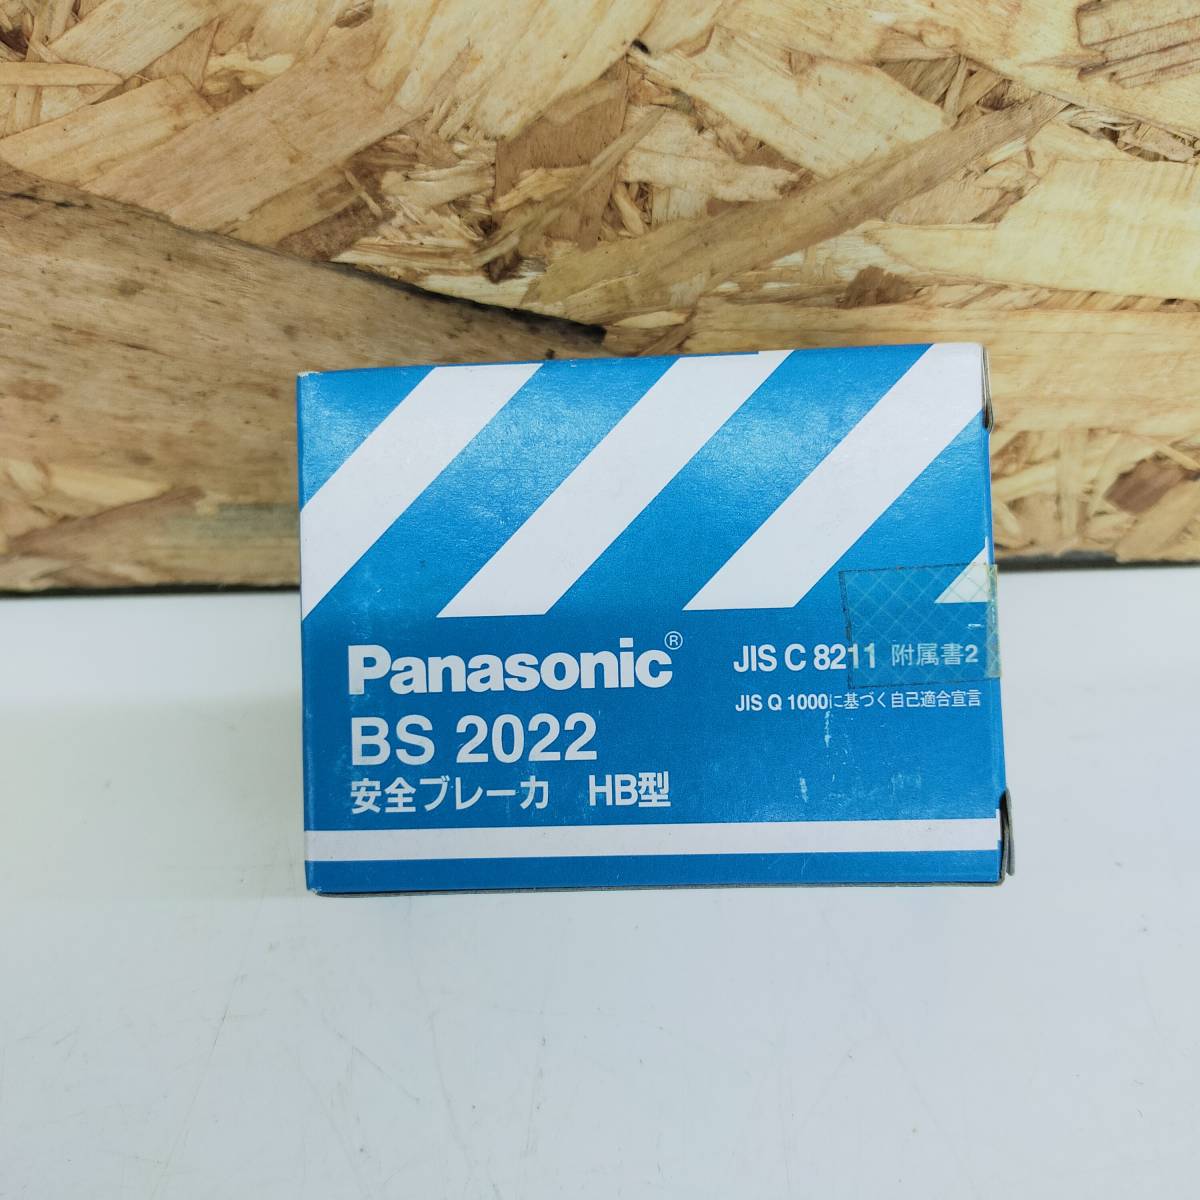 Panasonic®
BS 2022
安全ブレーカ HB型
JIS C 8211 附属書2
JIS Q 1000に基づく自己適合宣言